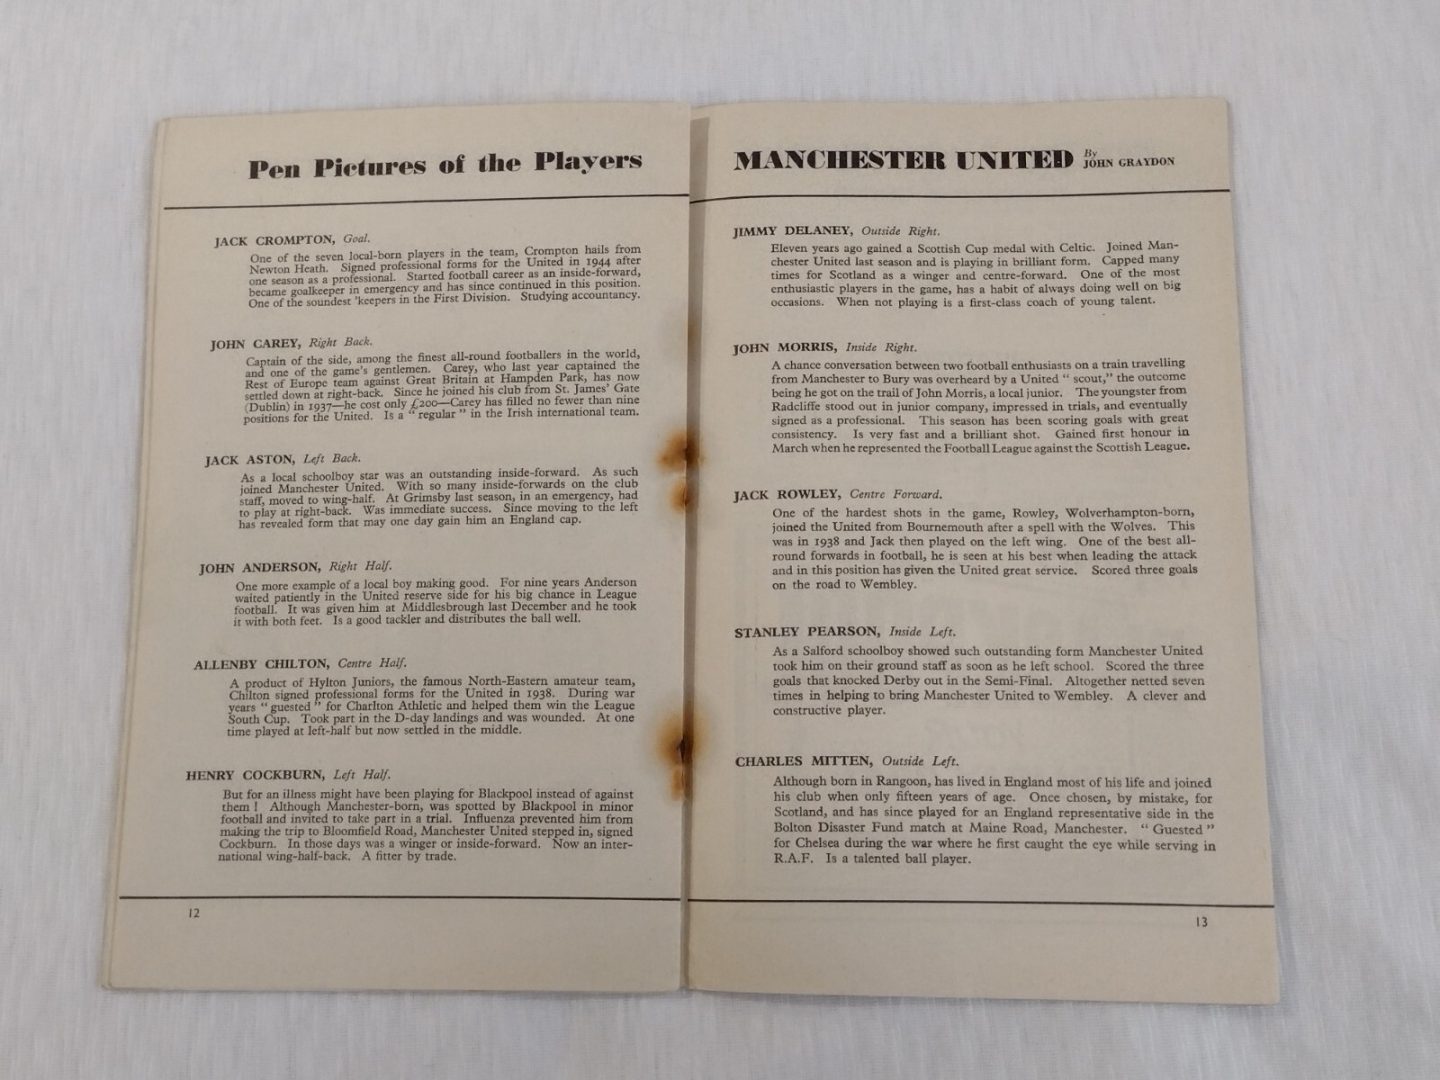 Pen Pictures of the Players
JACK CROMPTON, Goal.
One of the seven local-born players in the team, Crompton hails from
Newton Heath. Signed professional forms for the United in 1944 after
one season as a professional. Started football career as an inside-forward,
became goalkeeper in emergency and has since continued in this position.
One of the soundest 'keepers in the First Division. Studying accountancy.
JOHN CAREY, Right Back.
Captain of the side, among the finest all-round footballers in the world,
and one of the game's gentlemen. Carey, who last year captained the
Rest of Europe team against Great Britain at Hampden Park, has now
settled down at right-back. Since he joined his club from St. James' Gate
(Dublin) in 1937—he cost only £200—Carey has filled no fewer than nine
positions for the United. Is a " regular " in the Irish international team.
JACK ASTON, Left Back.
As a local schoolboy star was an outstanding inside-forward. As such
joined Manchester United. With so many inside-forwards on the club
staff, moved to wing-half. At Grimsby last season, in an emergency, had
to play at right-back. Was immediate success. Since moving to the left
has revealed form that may one day gain him an England cap.
JOHN ANDERSON, Right Half.
One more example of a local boy making good. For nine years Anderson
waited patiently in the United reserve side for his big chance in League
football. It was given him at Middlesbrough last December and he took
it with both feet. Is a good tackler and distributes the ball well.
ALLENBY CHILTON, Centre Half.
A product of Hylton Juniors, the famous North-Eastern amateur team,
Chilton signed professional forms for the United in 1938. During war
years " guested " for Charlton Athletic and helped them win the League
South Cup. Took part in the D-day landings and was wounded. At one
time played at left-half but now settled in the middle.
HENRY COCKBURN, Left Half.
But for an illness might have been playing for Blackpool instead of against
them ! Although Manchester-born, was spotted by Blackpool in minor
football and invited to take part in a trial. Influenza prevented him from
making the trip to Bloomfield Road, Manchester United stepped in, signed
Cockburn. In those days was a winger or inside-forward. Now an inter-
national wing-half-back. A fitter by trade.
12
MANCHESTER UNITED By JOHN GRAYDON
JIMMY DELANEY, Outside Right.
Eleven years ago gained a Scottish Cup medal with Celtic. Joined Man-
chester United last season and is playing in brilliant form. Capped many
times for Scotland as a winger and centre-forward. One of the most
enthusiastic players in the game, has a habit of always doing well on big
occasions. When not playing is a first-class coach of young talent.
JOHN MORRIS, Inside Right.
A chance conversation between two football enthusiasts on a train travelling
from Manchester to Bury was overheard by a United " scout," the outcome
being he got on the trail of John Morris, a local junior. The youngster from
Radcliffe stood out in junior company, impressed in trials, and eventually
signed as a professional. This season has been scoring goals with great
consistency. Is very fast and a brilliant shot. Gained first honour in
March when he represented the Football League against the Scottish League.
JACK ROWLEY, Centre Forward.
One of the hardest shots in the game, Rowley, Wolverhampton-born,
joined the United from Bournemouth after a spell with the Wolves. This
was in 1938 and Jack then played on the left wing. One of the best all-
round forwards in football, he is seen at his best when leading the attack
and in this position has given the United great service. Scored three goals
on the road to Wembley.
STANLEY PEARSON, Inside Left.
As a Salford schoolboy showed such outstanding form Manchester United
took him on their ground staff as soon as he left school. Scored the three
goals that knocked Derby out in the Semi-Final. Altogether netted seven
times in helping to bring Manchester United to Wembley. A clever and
constructive player.
CHARLES MITTEN, Outside Left.
Although born in Rangoon, has lived in England most of his life and joined
his club when only fifteen years of age. Once chosen, by mistake, for
Scotland, and has since played for an England representative side in the
Bolton Disaster Fund match at Maine Road, Manchester. " Guested "
for Chelsea during the war where he first caught the eye while serving in
R.A.F. Is a talented ball player.
13